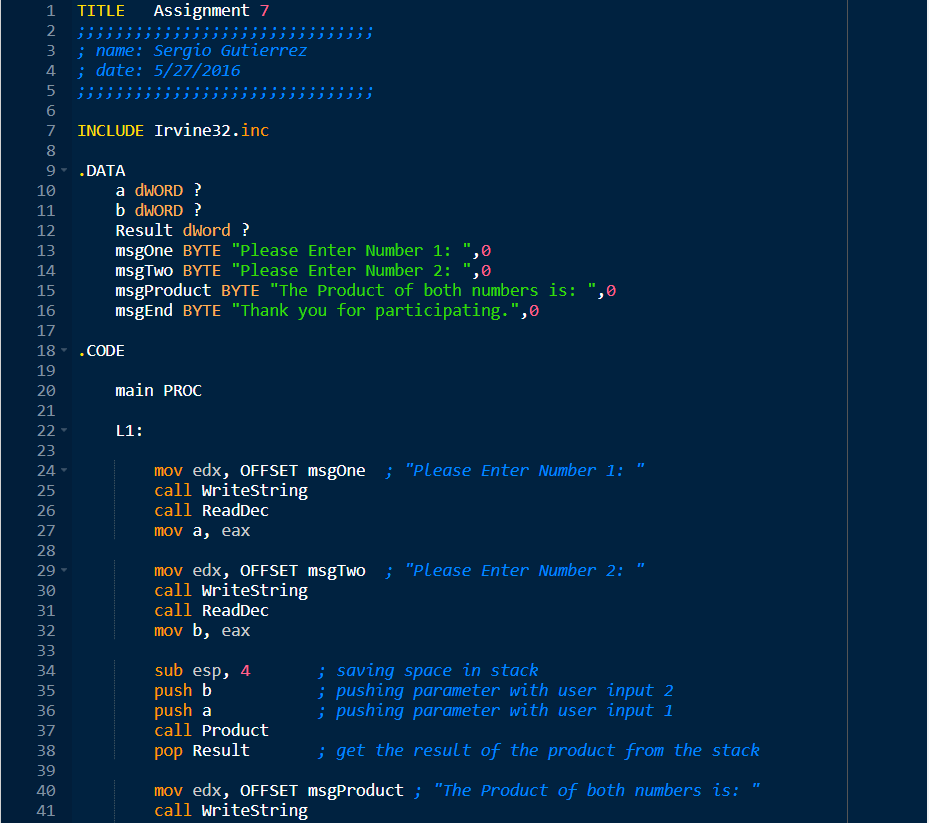 1 TITLE   Assignment 7
2 ;;;;;;;;;;;;;;;;;;;;;;;;;;;;;;;
3 ; name: Sergio Gutierrez
4 ; date: 5/27/2016
5 ;;;;;;;;;;;;;;;;;;;;;;;;;;;;;;;
6
7 INCLUDE Irvine32.inc
8
9 .DATA
10     a dWORD ?
11     b dWORD ?
12     Result dWord ?
13     msgOne BYTE "Please Enter Number 1: ",0
14     msgTwo BYTE "Please Enter Number 2: ",0
15     msgProduct BYTE "The Product of both numbers is: ",0
16     msgEnd BYTE "Thank you for participating.",0
17
18 .CODE
19
20     main PROC
21
22     L1:
23
24         mov edx, OFFSET msgOne  ; "Please Enter Number 1: "
25         call WriteString
26         call ReadDec
27         mov a, eax
28
29         mov edx, OFFSET msgTwo  ; "Please Enter Number 2: "
30         call WriteString
31         call ReadDec
32         mov b, eax
33
34         sub esp, 4       ; saving space in stack
35         push b           ; pushing parameter with user input 2
36         push a           ; pushing parameter with user input 1
37         call Product
38         pop Result       ; get the result of the product from the stack
39
40         mov edx, OFFSET msgProduct ; "The Product of both numbers is: "
41         call WriteString